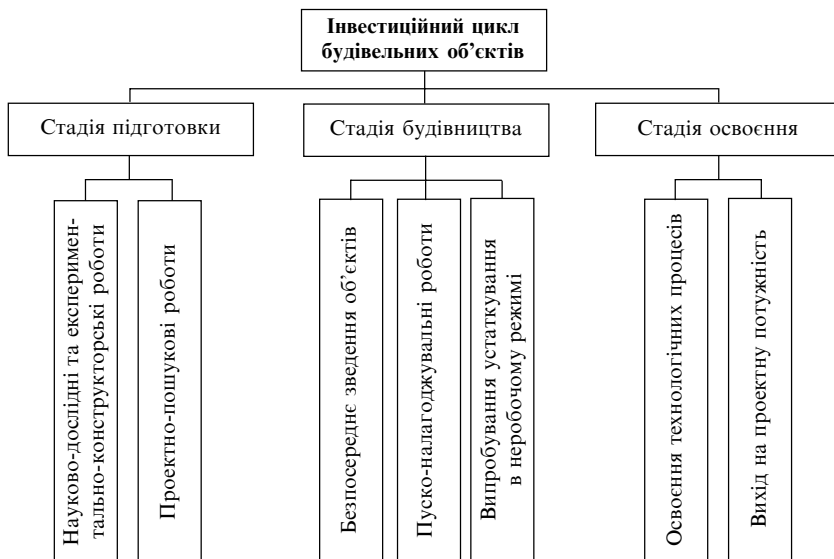 Інвестиційний цикл
будівельних об’єктів
Стадія підготовки
Стадія будівництва
Стадія освоєння
Науково-дослідні та експеримен-
тально-конструкторські роботи
Проектно-пошукові роботи
Безпосереднє зведення об’єктів
Пуско-налагоджувальні роботи
Випробування устаткування
в неробочому режимі
Освоєння технологічних процесів
Вихід на проектну потужність